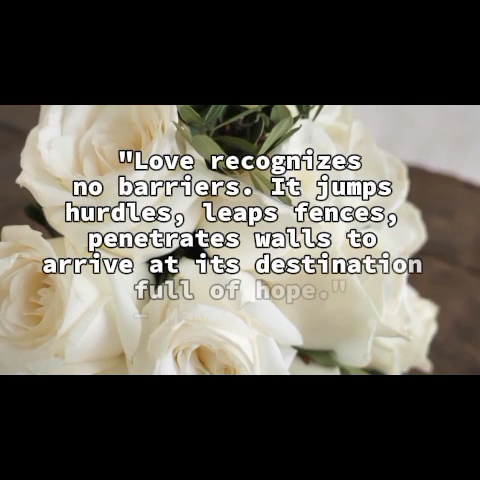 "Love recognizes
no barriers. It jumps
hurdles, leaps fences,
penetrates walls to
arrive at its destination
full of hope."